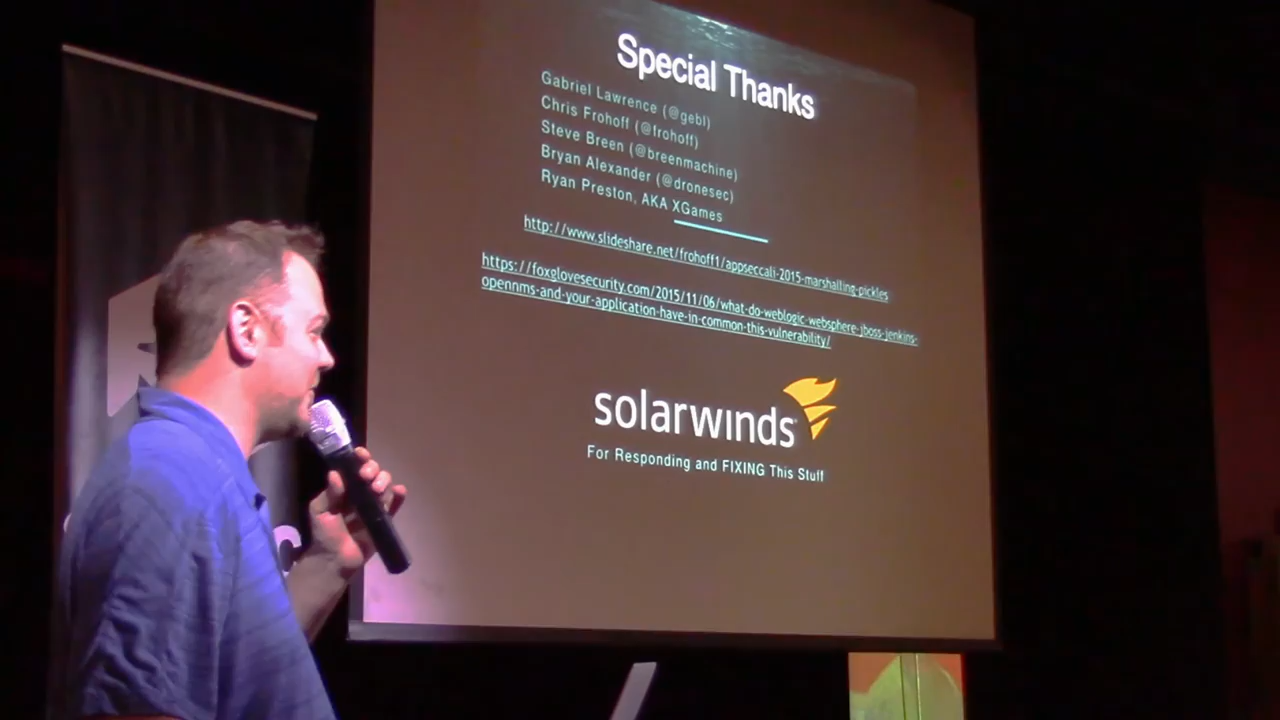 Special Thanks
Gabriel Lawrence (@gebl)
Chris Frohoff (@frohoff)
Steve Breen (@breenmachine)
Bryan Alexander (@dronesec)
Ryan Preston, AKA XGames
http://www.slideshare.net/frohoff1/appseccali-2015-marshalling-pickles
https://foxglovesecurity.com/2015/11/06/what-do-weblogic-websphere-jboss-jenkins-
opennms-and-your-application-have-in-common-this-vulnerability/
solarwinds
For Responding and FIXING This Stuff